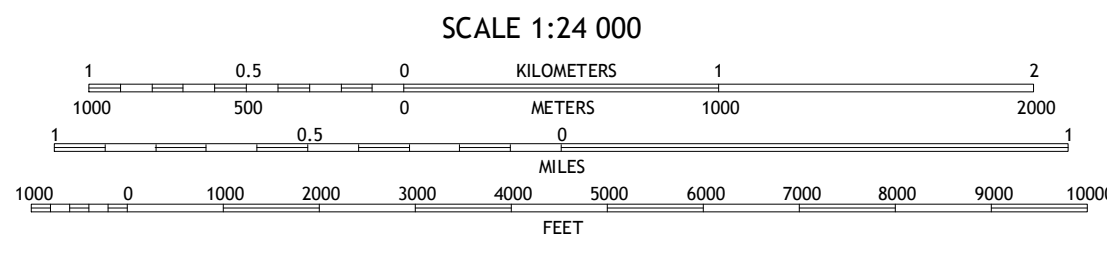 SCALE 1:24 000
1 0.5 0 KILOMETERS 1 2
1000 500 0 METERS 1000 2000
1 0.5 0 1
MILES
1000 0 1000 2000 3000 4000 5000 6000 7000 8000 9000 10000
FEET